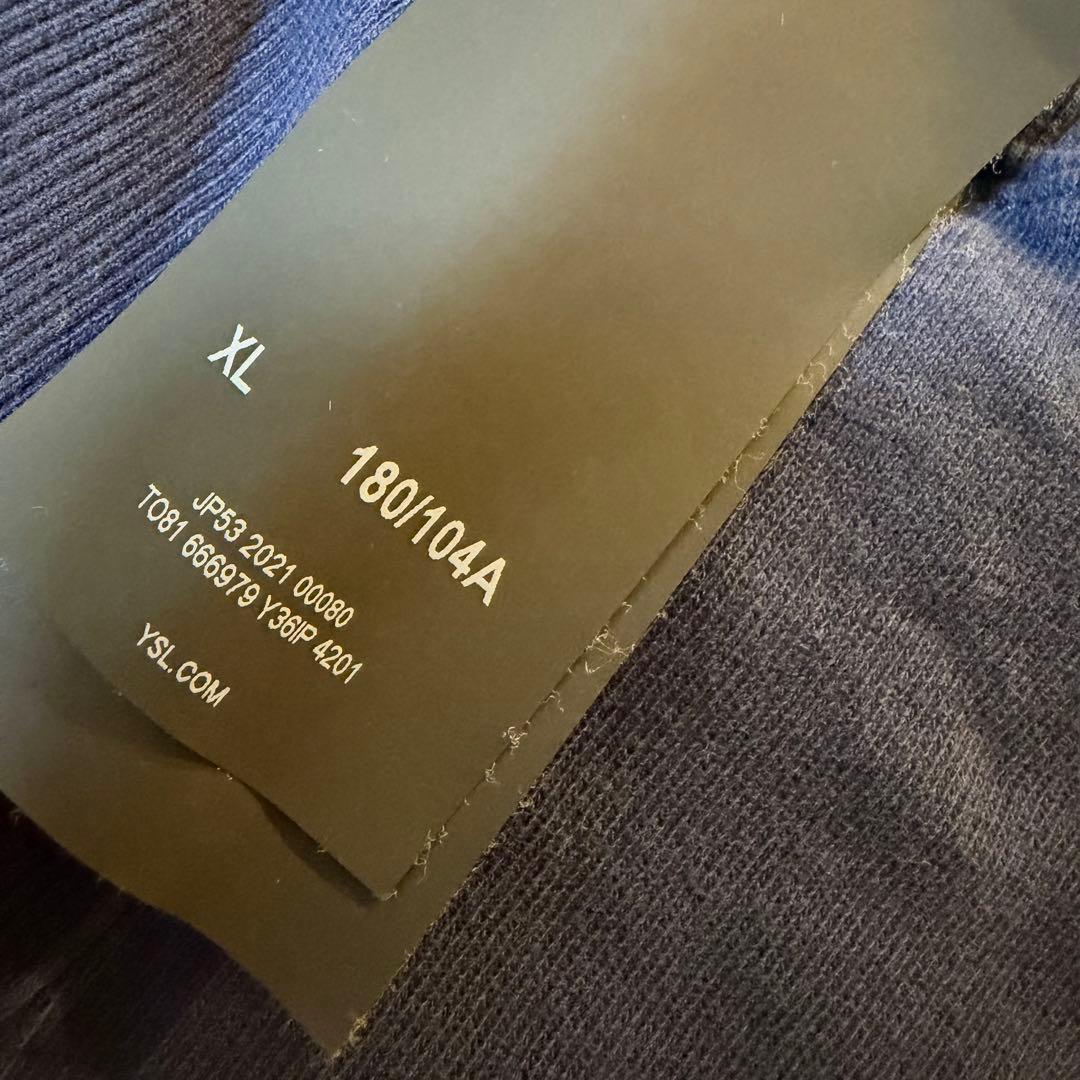 XL
180/104A
JP53 2021 00080
TO81 666979 Y36IP 4201
YSL.COM